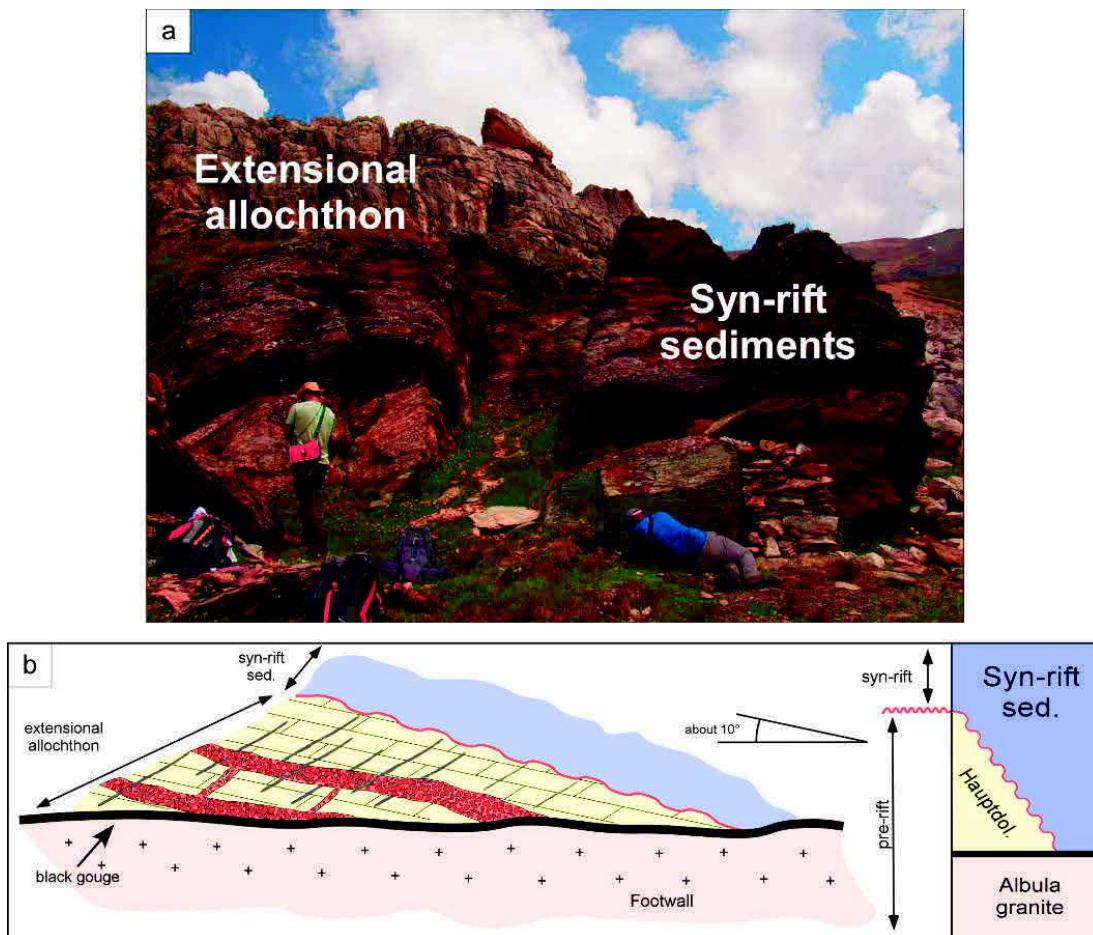 a
Extensional
allochthon
Syn-rift
sediments
b
syn-rift
sed.
extensional
allochthon
about 10°
syn-rift
Syn-rift
sed.
Hauptdol.
pre-rift
black gouge
Footwall
Albula
granite